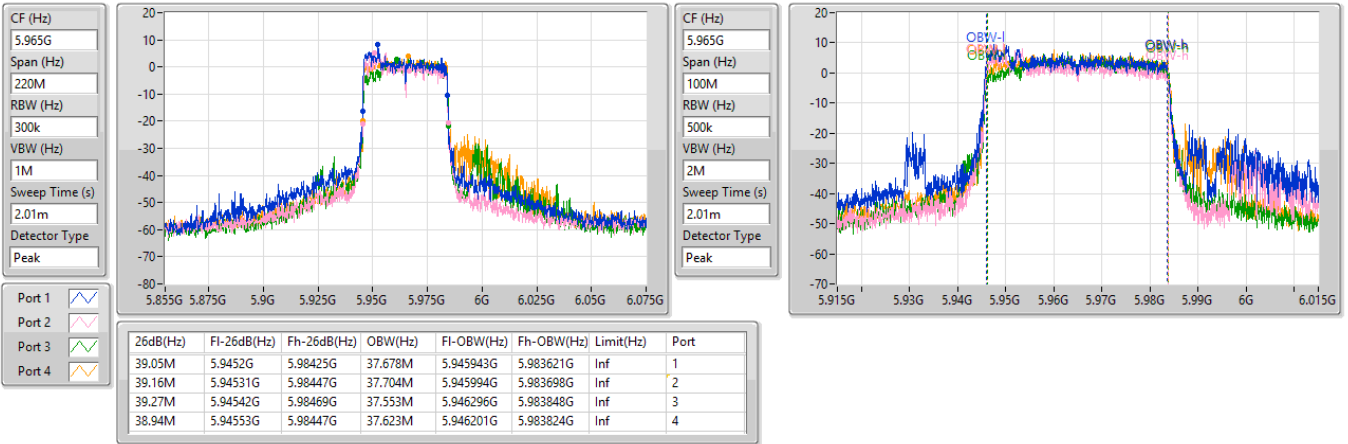 CF (Hz)
5.965G
Span (Hz)
220M
RBW (Hz)
300k
VBW (Hz)
1M
Sweep Time (s)
2.01m
Detector Type
Peak
20
10
0
-10
-20
-30
-40
-50
-60
-70
-80
5.855G 5.875G 5.9G 5.925G 5.95G 5.975G 6G 6.025G 6.05G 6.075G
CF (Hz)
5.965G
Span (Hz)
100M
RBW (Hz)
500k
VBW (Hz)
2M
Sweep Time (s)
2.01m
Detector Type
Peak
20
10
0
-10
-20
-30
-40
-50
-60
-70
OBW-l
OBW-h
5.915G 5.93G 5.94G 5.95G 5.96G 5.97G 5.98G 5.99G 6G 6.015G
Port 1
Port 2
Port 3
Port 4
26dB(Hz) Fl-26dB(Hz) Fh-26dB(Hz) OBW(Hz) Fl-OBW(Hz) Fh-OBW(Hz) Limit(Hz) Port
39.05M 5.9452G 5.98425G 37.678M 5.945943G 5.983621G Inf 1
39.16M 5.94531G 5.98447G 37.704M 5.945994G 5.983698G Inf 2
39.27M 5.94542G 5.98469G 37.553M 5.946296G 5.983848G Inf 3
38.94M 5.94553G 5.98447G 37.623M 5.946201G 5.983824G Inf 4